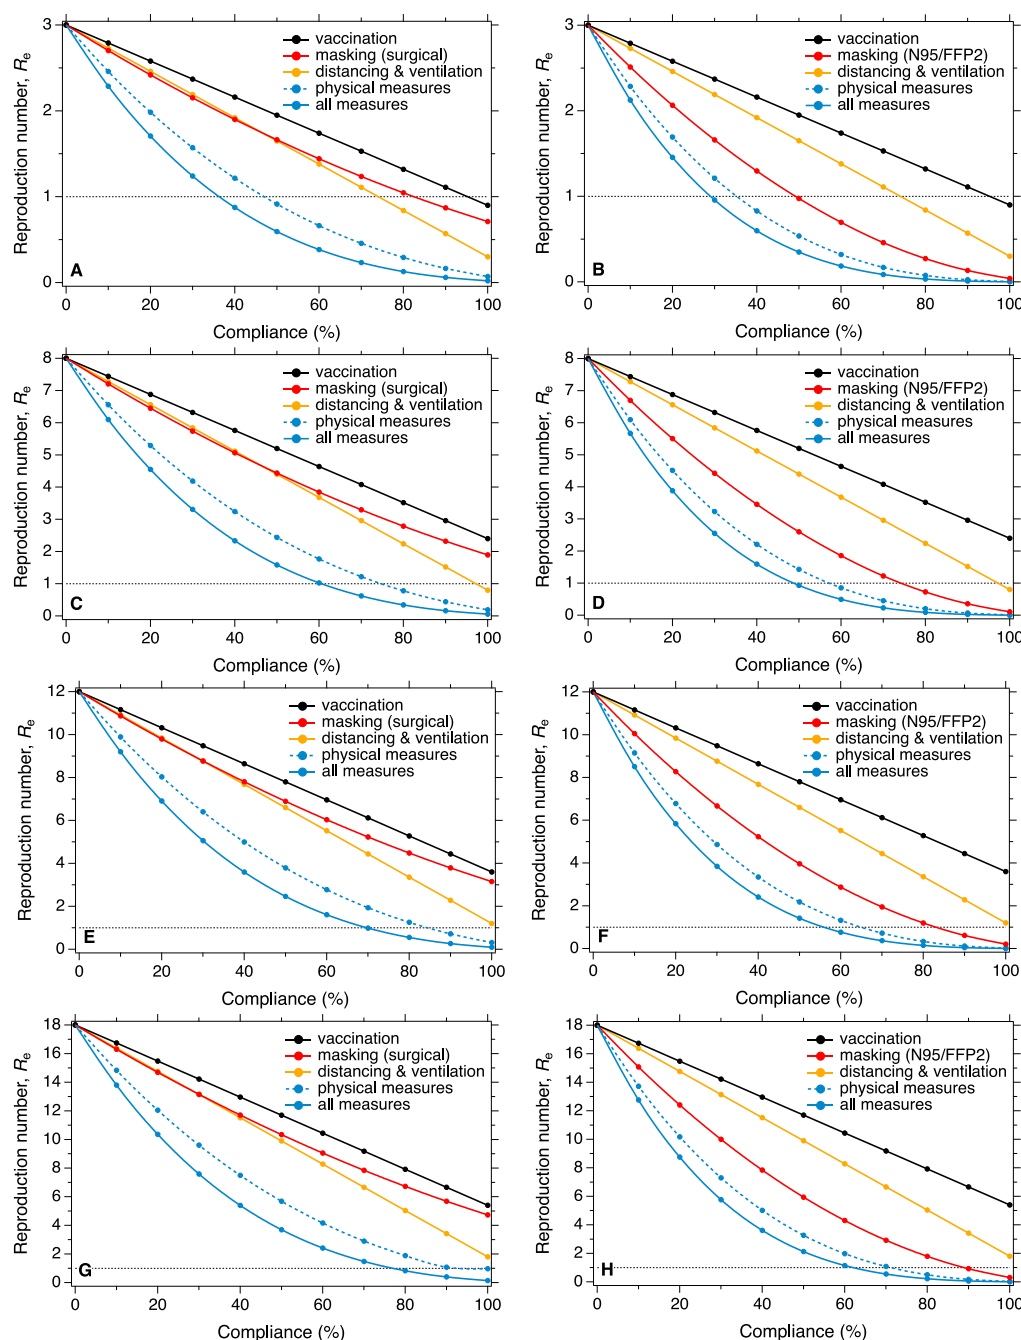 3
2
1
0
Reproduction number, Re
vaccination
masking (surgical)
distancing & ventilation
physical measures
all measures
A
0 20 40 60 80 100
Compliance (%)
3
2
1
0
Reproduction number, Re
vaccination
masking (N95/FFP2)
distancing & ventilation
physical measures
all measures
B
0 20 40 60 80 100
Compliance (%)
8
7
6
5
4
3
2
1
0
Reproduction number, Re
vaccination
masking (surgical)
distancing & ventilation
physical measures
all measures
C
0 20 40 60 80 100
Compliance (%)
8
7
6
5
4
3
2
1
0
Reproduction number, Re
vaccination
masking (N95/FFP2)
distancing & ventilation
physical measures
all measures
D
0 20 40 60 80 100
Compliance (%)
12
10
8
6
4
2
0
Reproduction number, Re
vaccination
masking (surgical)
distancing & ventilation
physical measures
all measures
E
0 20 40 60 80 100
Compliance (%)
12
10
8
6
4
2
0
Reproduction number, Re
vaccination
masking (N95/FFP2)
distancing & ventilation
physical measures
all measures
F
0 20 40 60 80 100
Compliance (%)
18
16
14
12
10
8
6
4
2
0
Reproduction number, Re
vaccination
masking (surgical)
distancing & ventilation
physical measures
all measures
G
0 20 40 60 80 100
Compliance (%)
18
16
14
12
10
8
6
4
2
0
Reproduction number, Re
vaccination
masking (N95/FFP2)
distancing & ventilation
physical measures
all measures
H
0 20 40 60 80 100
Compliance (%)